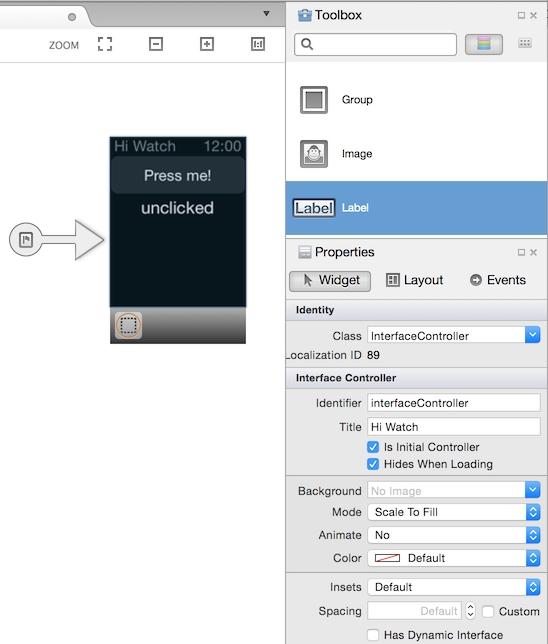 Toolbox
ZOOM
1:1
Group
Image
Label Label
Hi Watch 12:00
Press me!
unclicked
Properties
Widget Layout Events
Identity
Class InterfaceController
Localization ID 89
Interface Controller
Identifier interfaceController
Title Hi Watch
Is Initial Controller
Hides When Loading
Background No Image
Mode Scale To Fill
Animate No
Color Default
Insets Default
Spacing Default Custom
Has Dynamic Interface